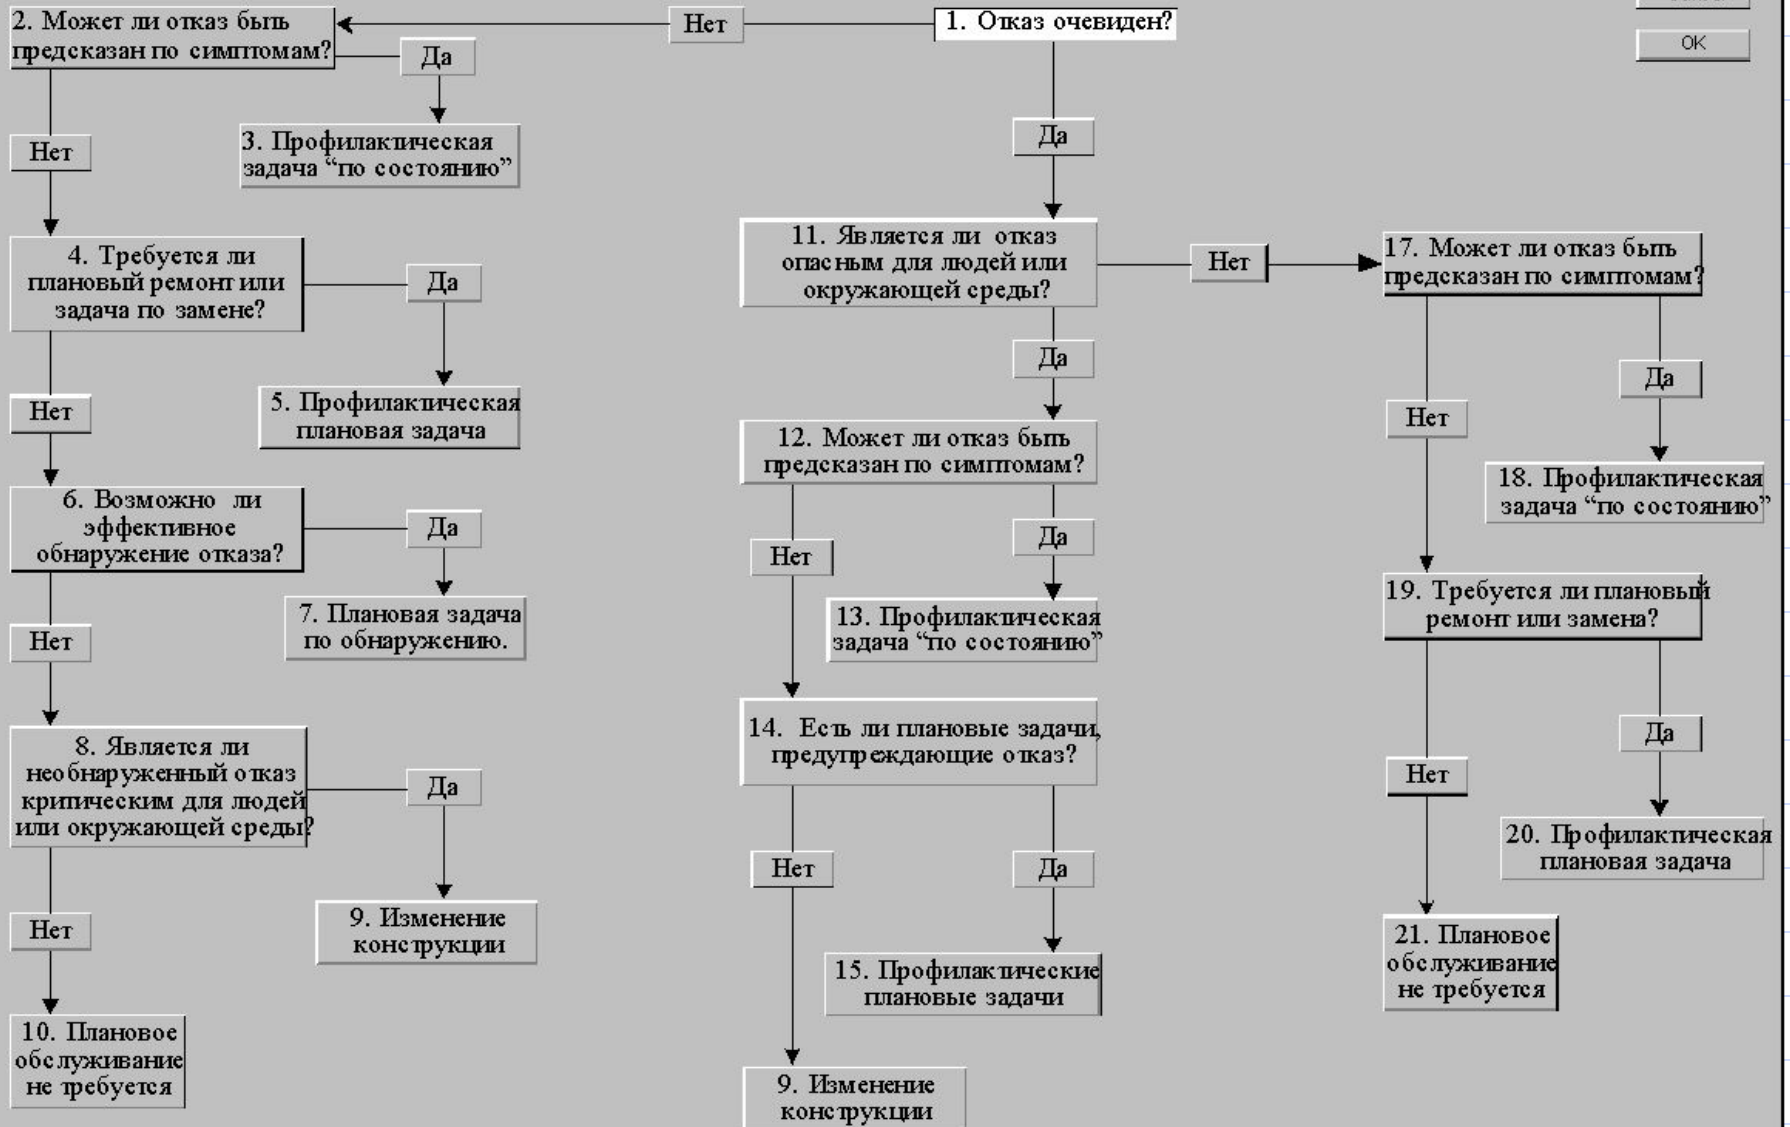 2. Может ли отказ быть
предсказан по симптомам?
Нет
1. Отказ очевиден?
OK
Да
3. Профилактическая
задача “по состоянию”
Нет
Да
4. Требуется ли
плановый ремонт или
задача по замене?
Да
5. Профилактическая
плановая задача
Нет
6. Возможно ли
эффективное
обнаружение отказа?
Да
7. Плановая задача
по обнаружению.
Нет
8. Является ли
необнаруженный отказ
критическим для людей
или окружающей среды?
Да
9. Изменение
конструкции
Нет
10. Плановое
обслуживание
не требуется
11. Является ли отказ
опасным для людей или
окружающей среды?
Нет
Да
12. Может ли отказ быть
предсказан по симптомам?
Да
Нет
13. Профилактическая
задача “по состоянию”
14. Есть ли плановые задачи,
предупреждающие отказ?
Нет
Да
15. Профилактические
плановые задачи
9. Изменение
конструкции
17. Может ли отказ быть
предсказан по симптомам?
Да
Нет
18. Профилактическая
задача “по состоянию”
19. Требуется ли плановый
ремонт или замена?
Да
Нет
20. Профилактическая
плановая задача
21. Плановое
обслуживание
не требуется